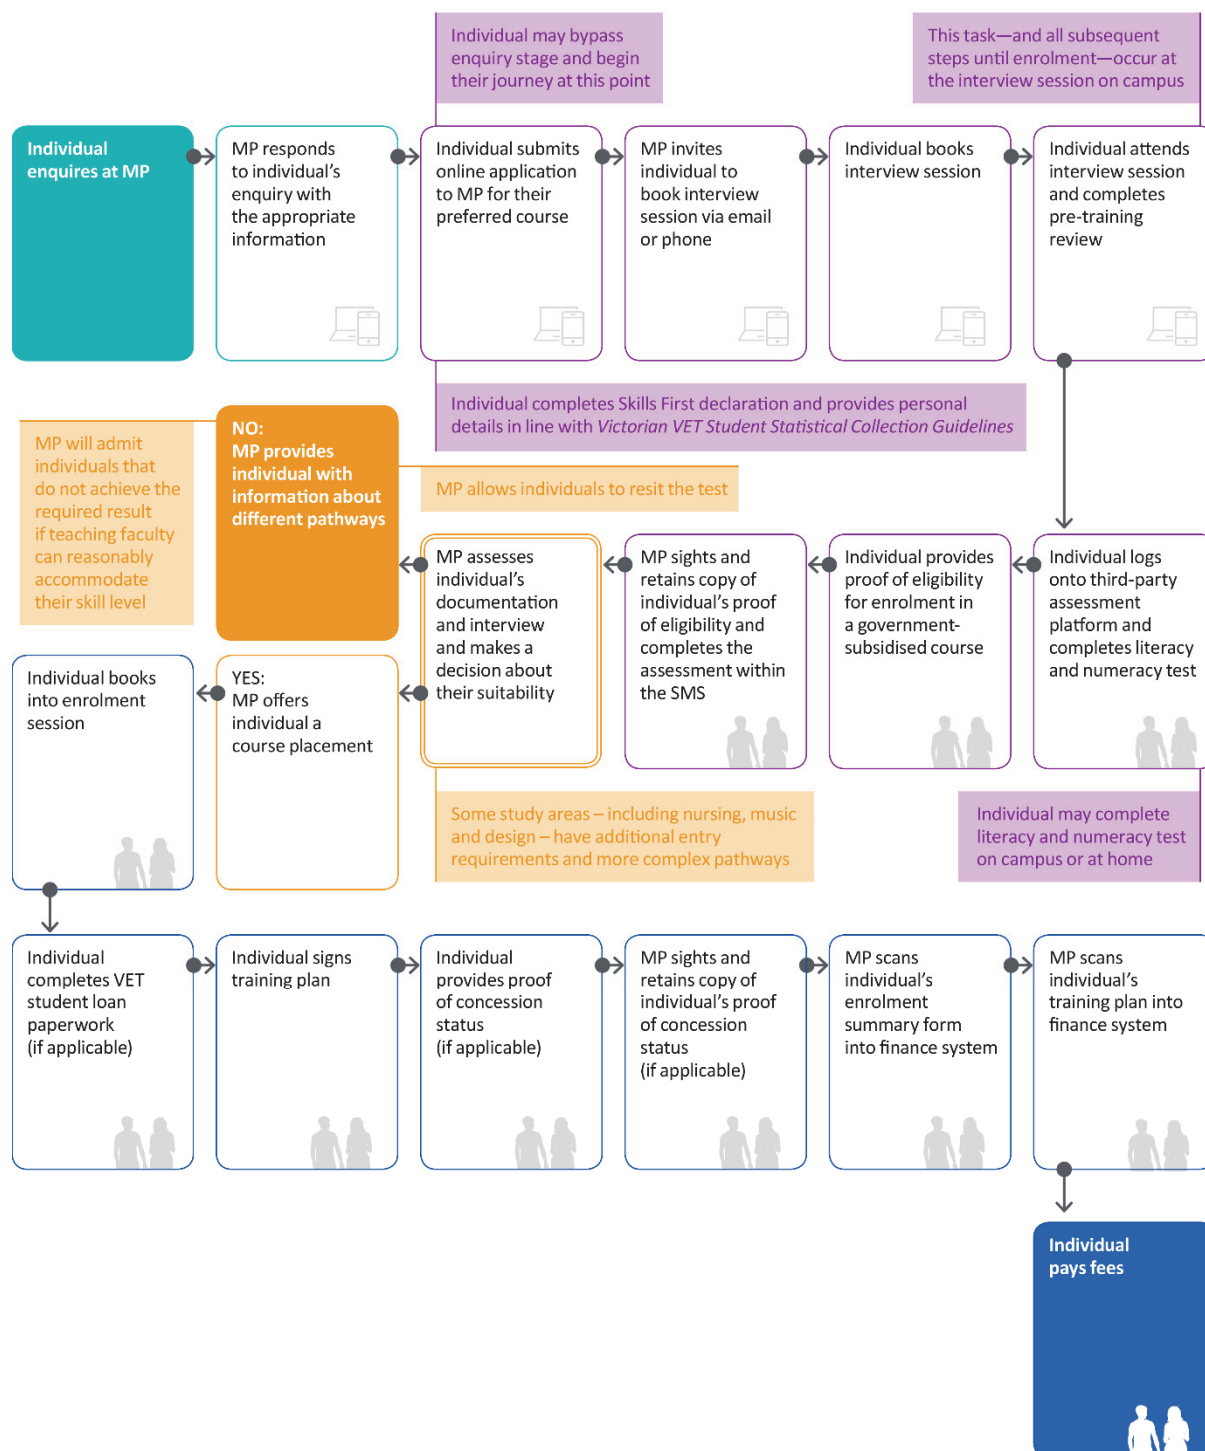 Individual may bypass
enquiry stage and begin
their journey at this point
This task—and all subsequent
steps until enrolment—occur at
the interview session on campus
Individual
enquires at MP
MP responds
to individual’s
enquiry with
the appropriate
information
Individual submits
online application
to MP for their
preferred course
MP invites
individual to
book interview
session via email
or phone
Individual books
interview session
Individual attends
interview session
and completes
pre-training
review
Individual completes Skills First declaration and provides personal
details in line with Victorian VET Student Statistical Collection Guidelines
MP will admit
individuals that
do not achieve the
required result
if teaching faculty
can reasonably
accommodate
their skill level
NO:
MP provides
individual with
information about
different pathways
MP allows individuals to resit the test
MP assesses
individual’s
documentation
and interview
and makes a
decision about
their suitability
MP sights and
retains copy of
individual’s proof
of eligibility and
completes the
assessment within
the SMS
Individual provides
proof of eligibility
for enrolment in
a government-
subsidised course
Individual logs
onto third-party
assessment
platform and
completes literacy
and numeracy test
Individual books
into enrolment
session
YES:
MP offers
individual a
course placement
Some study areas – including nursing, music
and design – have additional entry
requirements and more complex pathways
Individual may complete
literacy and numeracy test
on campus or at home
Individual
completes VET
student loan
paperwork
(if applicable)
Individual signs
training plan
Individual
provides proof
of concession
status
(if applicable)
MP sights and
retains copy of
individual’s proof
of concession
status
(if applicable)
MP scans
individual’s
enrolment
summary form
into finance system
MP scans
individual’s
training plan into
finance system
Individual
pays fees